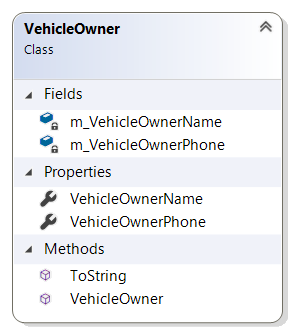 VehicleOwner
Class
Fields
m_VehicleOwnerName
m_VehicleOwnerPhone
Properties
VehicleOwnerName
VehicleOwnerPhone
Methods
ToString
VehicleOwner